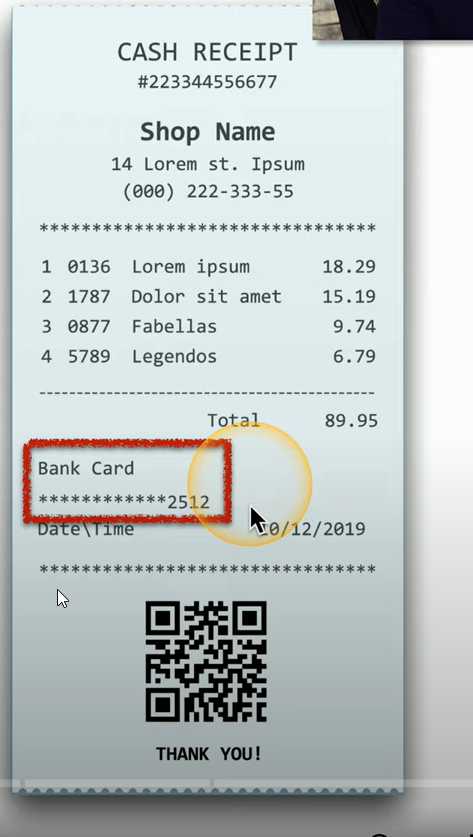 CASH RECEIPT
#223344556677
Shop Name
14 Lorem st. Ipsum
(000) 222-333-55
********************************
1 0136 Lorem ipsum 18.29
2 1787 Dolor sit amet 15.19
3 0877 Fabellas 9.74
4 5789 Legendos 6.79
--------------------------------
Total 89.95
Bank Card
************2512
Date\Time 10/12/2019
********************************
THANK YOU!